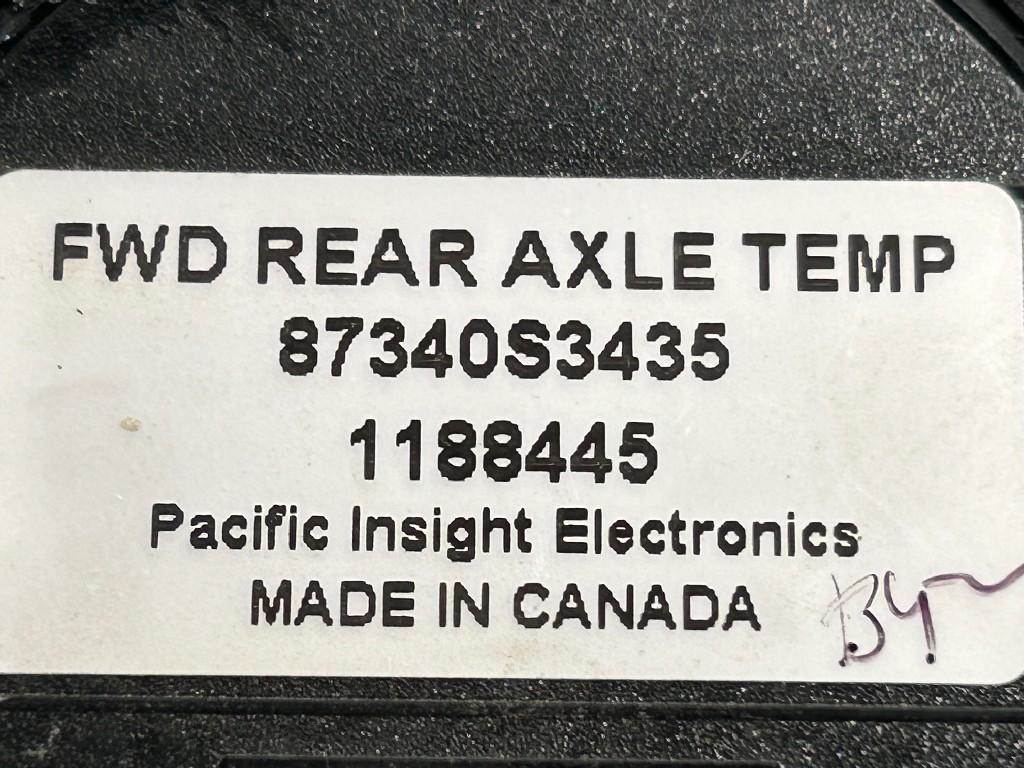 FWD REAR AXLE TEMP
87340S3435
1188445
Pacific Insight Electronics
MADE IN CANADA